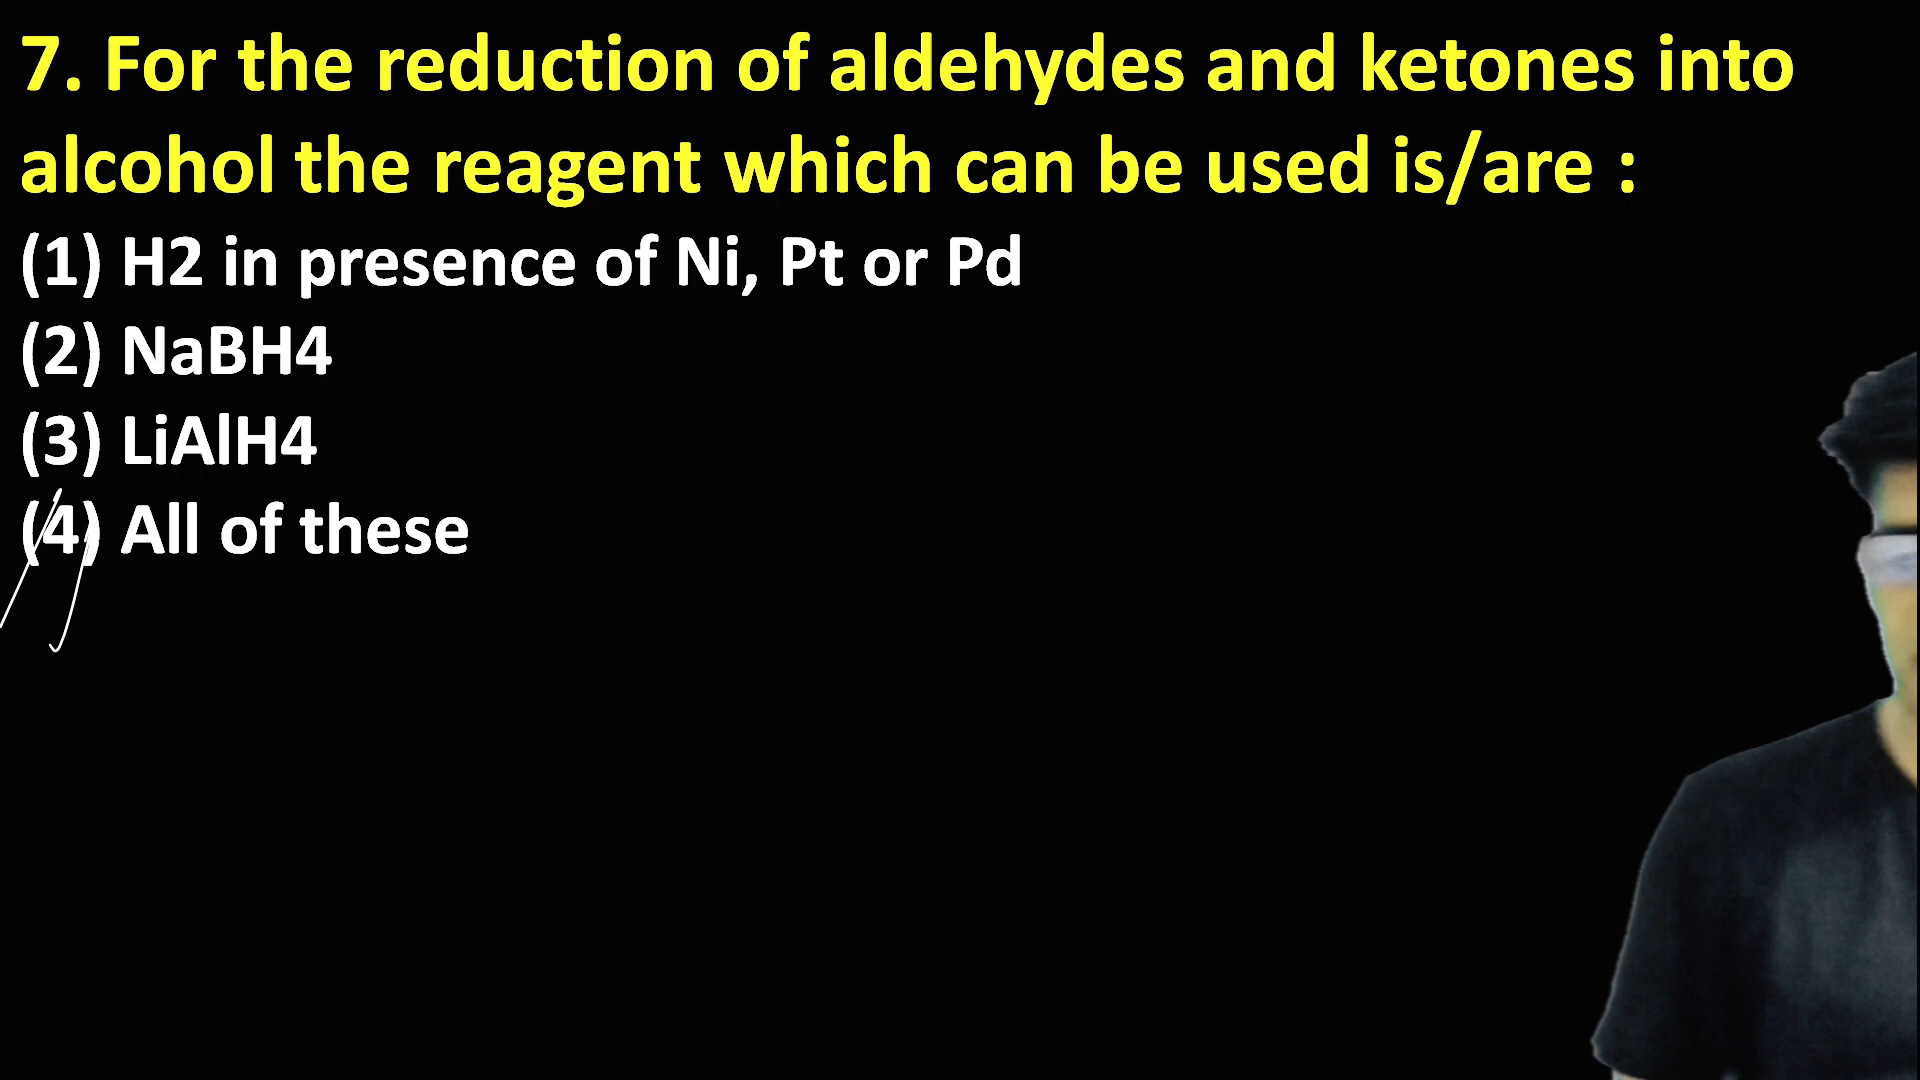 7. For the reduction of aldehydes and ketones into
alcohol the reagent which can be used is/are :
(1) H2 in presence of Ni, Pt or Pd
(2) NaBH4
(3) LiAlH4
(4) All of these